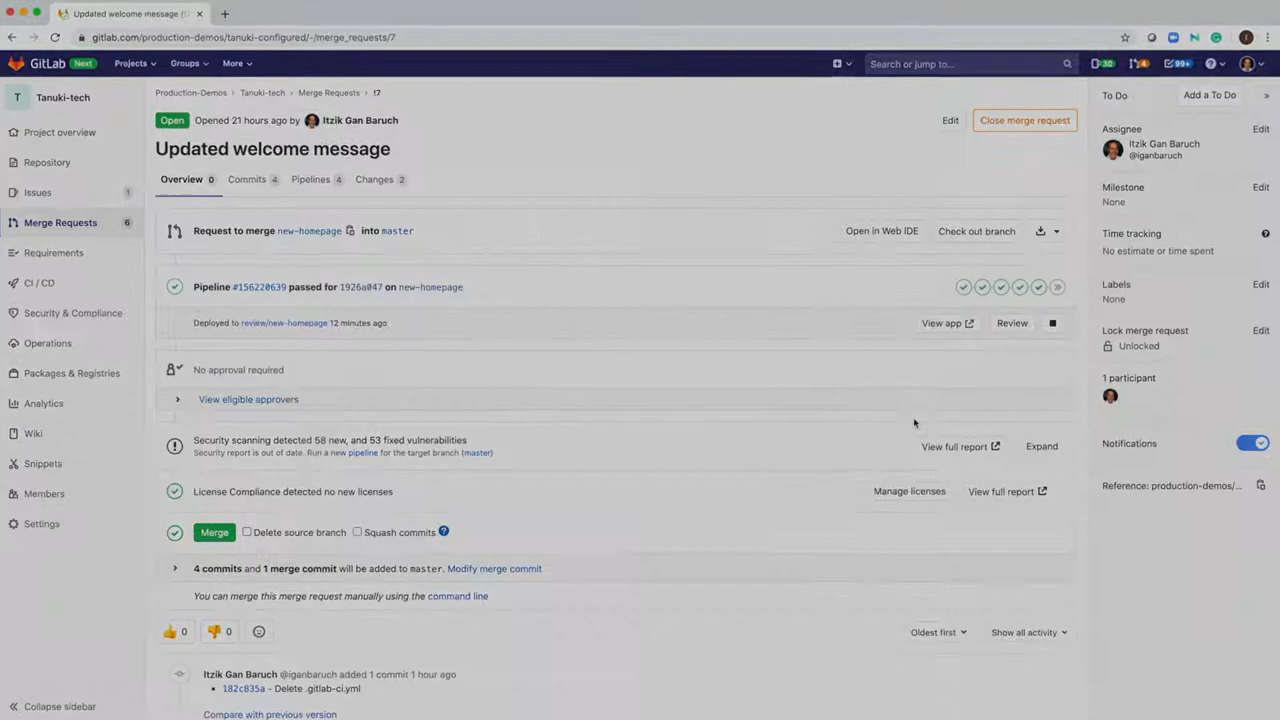 Updated welcome message (!7
gitlab.com/production-demos/tanuki-configured/-/merge_requests/7
GitLab Next Projects Groups More Search or jump to... 30 4 99+
T Tanuki-tech
Project overview
Repository
Issues 1
Merge Requests 6
Requirements
CI / CD
Security & Compliance
Operations
Packages & Registries
Analytics
Wiki
Snippets
Members
Settings
Collapse sidebar
Production-Demos > Tanuki-tech > Merge Requests > !7
Open Opened 21 hours ago by Itzik Gan Baruch Edit Close merge request
Updated welcome message
Overview 0 Commits 4 Pipelines 4 Changes 2
Request to merge new-homepage into master Open in Web IDE Check out branch
Pipeline #156220639 passed for 1926a047 on new-homepage
Deployed to review/new-homepage 12 minutes ago View app Review
No approval required
View eligible approvers
Security scanning detected 58 new, and 53 fixed vulnerabilities
Security report is out of date. Run a new pipeline for the target branch (master)
View full report Expand
License Compliance detected no new licenses Manage licenses View full report
Merge Delete source branch Squash commits ?
4 commits and 1 merge commit will be added to master. Modify merge commit
You can merge this merge request manually using the command line
0 0 Oldest first Show all activity
Itzik Gan Baruch @iganbaruch added 1 commit 1 hour ago
• 182c835a - Delete .gitlab-ci.yml
Compare with previous version
To Do Add a To Do »
Assignee Edit
Itzik Gan Baruch
@iganbaruch
Milestone Edit
None
Time tracking ?
No estimate or time spent
Labels Edit
None
Lock merge request Edit
Unlocked
1 participant
Notifications
Reference: production-demos/...